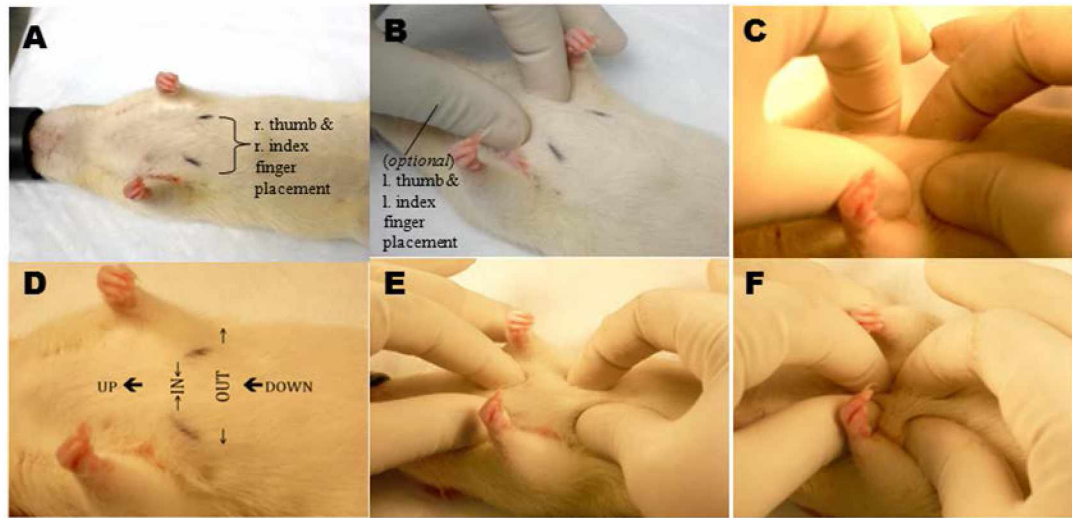 A
r. thumb &
r. index
finger
placement
B
(optional)
l. thumb &
l. index
finger
placement
C
D
UP ← IN OUT ← DOWN
E
F